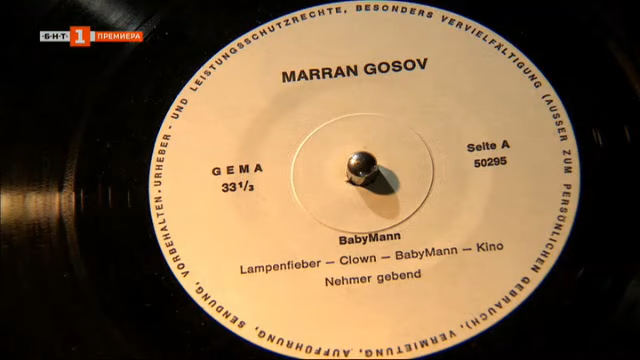 БНТ 1 ПРЕМИЕРА
URHEBER - UND LEISTUNGSSCHUTZRECHTE, BESONDERS VERVIELFÄLTIGUNG (AUSSER ZUM PERSÖNLICHEN GEBRAUCH), VERMIETUNG, AUFFÜHRUNG, SENDUNG, VORBEHALTEN.
MARRAN GOSOV
GEMA
33 1/3
Seite A
50295
BabyMann
Lampenfieber – Clown – BabyMann – Kino
Nehmer gebend